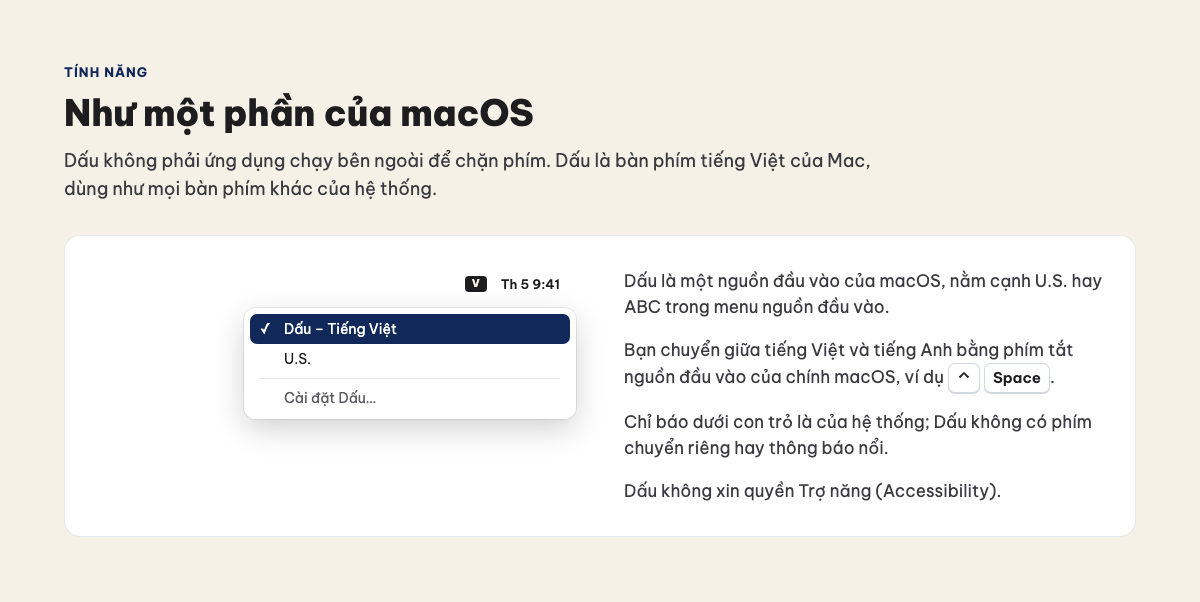 TÍNH NĂNG
Như một phần của macOS
Dấu không phải ứng dụng chạy bên ngoài để chặn phím. Dấu là bàn phím tiếng Việt của Mac,
dùng như mọi bàn phím khác của hệ thống.
V Th 5 9:41
✓ Dấu – Tiếng Việt
U.S.
Cài đặt Dấu...
Dấu là một nguồn đầu vào của macOS, nằm cạnh U.S. hay
ABC trong menu nguồn đầu vào.
Bạn chuyển giữa tiếng Việt và tiếng Anh bằng phím tắt
nguồn đầu vào của chính macOS, ví dụ ^ Space.
Chỉ báo dưới con trỏ là của hệ thống; Dấu không có phím
chuyển riêng hay thông báo nổi.
Dấu không xin quyền Trợ năng (Accessibility).